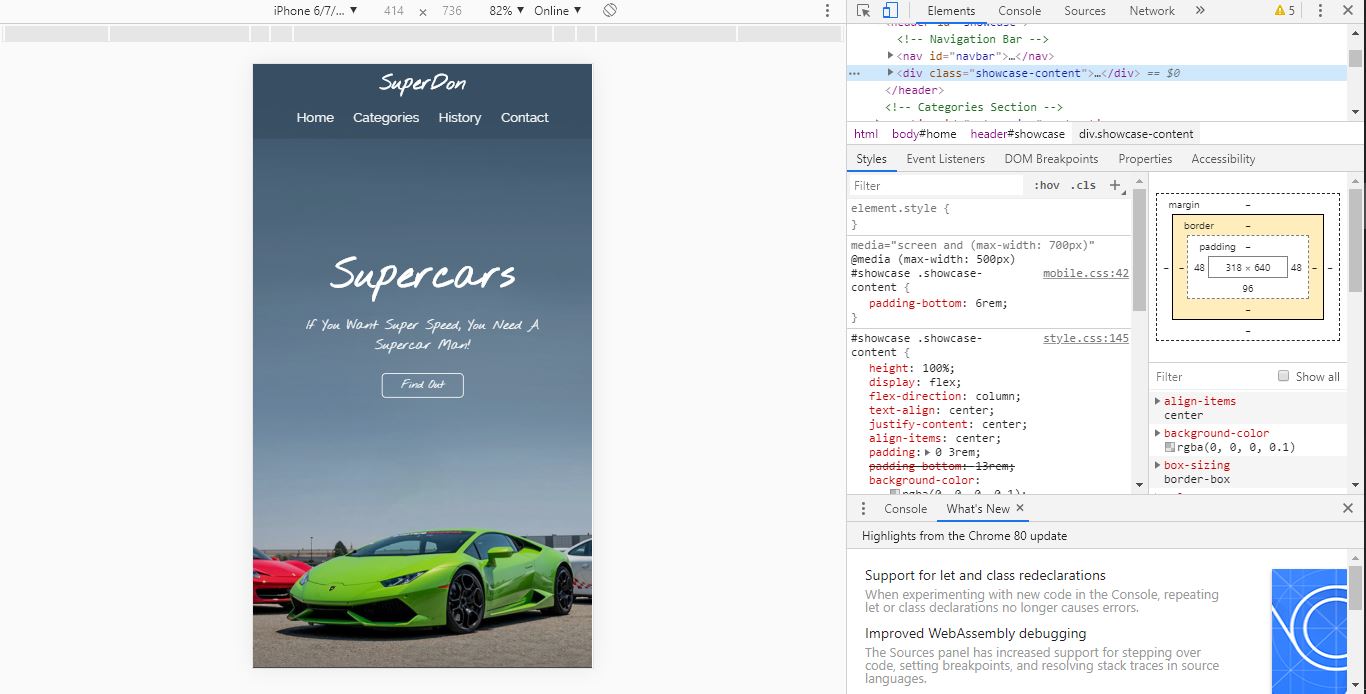 iPhone 6/7/... ▼ 414 × 736 82% ▼ Online ▼
SuperDon
Home Categories History Contact
Supercars
If You Want Super Speed, You Need A
Supercar Man!
Find Out
Elements Console Sources Network » 5
<!-- Navigation Bar -->
<nav id="navbar">…</nav>
<div class="showcase-content">…</div> == $0
</header>
<!-- Categories Section -->
html body#home header#showcase div.showcase-content
Styles Event Listeners DOM Breakpoints Properties Accessibility
Filter :hov .cls +
element.style {
}
media="screen and (max-width: 700px)"
@media (max-width: 500px)
#showcase .showcase- mobile.css:42
content {
padding-bottom: 6rem;
}
#showcase .showcase- style.css:145
content {
height: 100%;
display: flex;
flex-direction: column;
text-align: center;
justify-content: center;
align-items: center;
padding: 0 3rem;
padding-bottom: 13rem;
background-color:
rgba(0, 0, 0, 0.1);
margin –
border –
padding –
– – 48 318 × 640 48 – –
96
–
–
Filter Show all
align-items
center
background-color
rgba(0, 0, 0, 0.1)
box-sizing
border-box
Console What's New ×
Highlights from the Chrome 80 update
Support for let and class redeclarations
When experimenting with new code in the Console, repeating
let or class declarations no longer causes errors.
Improved WebAssembly debugging
The Sources panel has increased support for stepping over
code, setting breakpoints, and resolving stack traces in source
languages.